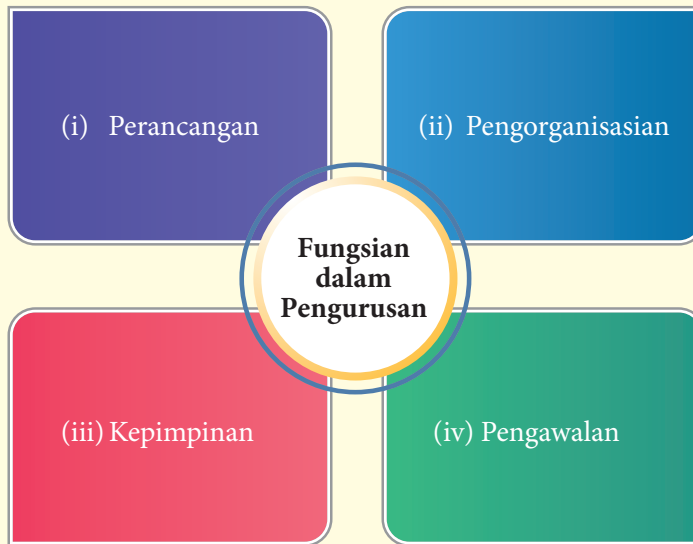 (i) Perancangan
(ii) Pengorganisasian
Fungsian
dalam
Pengurusan
(iii) Kepimpinan
(iv) Pengawalan